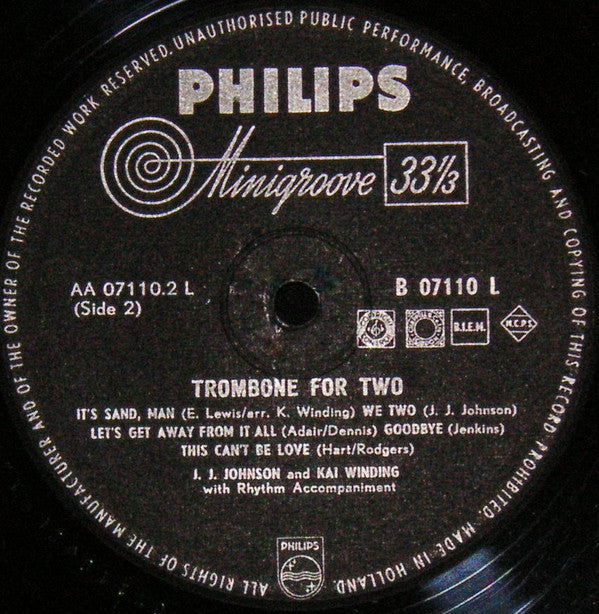 ALL RIGHTS OF THE MANUFACTURER AND OF THE OWNER OF THE RECORDED WORK RESERVED. UNAUTHORISED PUBLIC PERFORMANCE, BROADCASTING AND COPYING OF THIS RECORD PROHIBITED. MADE IN HOLLAND.
PHILIPS
Minigroove 33⅓
AA 07110.2 L
(Side 2)
B 07110 L
B.I.E.M.
M.C.P.S.
TROMBONE FOR TWO
IT'S SAND, MAN (E. Lewis/arr. K. Winding) WE TWO (J. J. Johnson)
LET'S GET AWAY FROM IT ALL (Adair/Dennis) GOODBYE (Jenkins)
THIS CAN'T BE LOVE (Hart/Rodgers)
J. J. JOHNSON and KAI WINDING
with Rhythm Accompaniment
PHILIPS